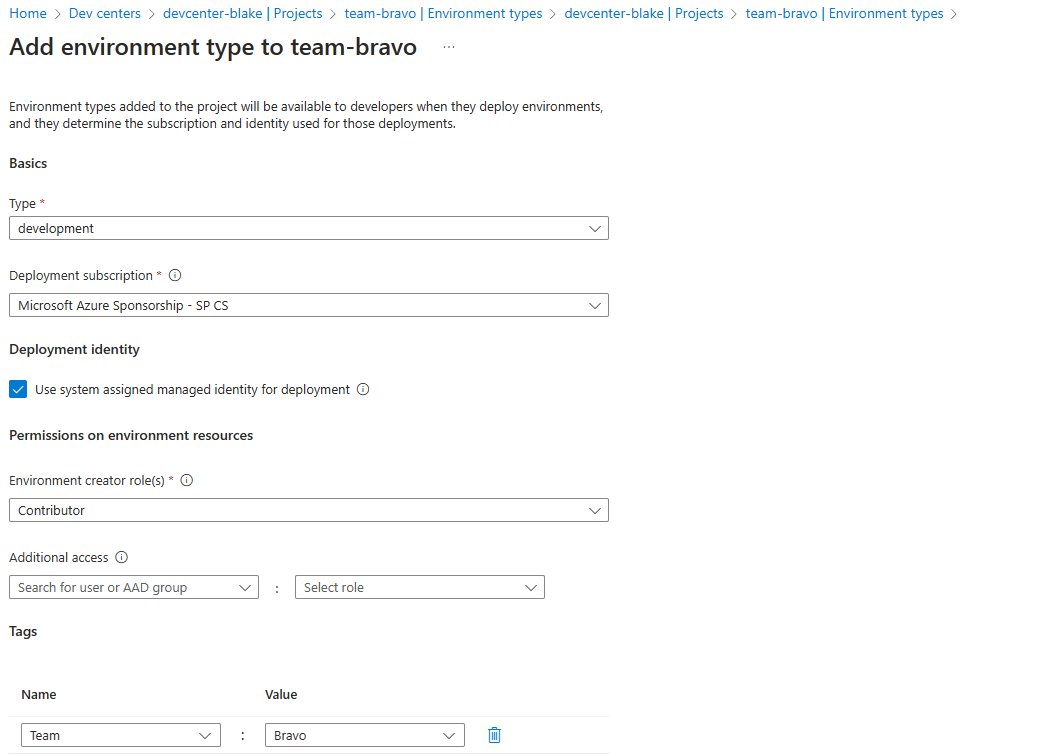 Home > Dev centers > devcenter-blake | Projects > team-bravo | Environment types > devcenter-blake | Projects > team-bravo | Environment types >
Add environment type to team-bravo ...
Environment types added to the project will be available to developers when they deploy environments,
and they determine the subscription and identity used for those deployments.
Basics
Type *
development
Deployment subscription *
Microsoft Azure Sponsorship - SP CS
Deployment identity
Use system assigned managed identity for deployment
Permissions on environment resources
Environment creator role(s) *
Contributor
Additional access
Search for user or AAD group : Select role
Tags
Name Value
Team : Bravo